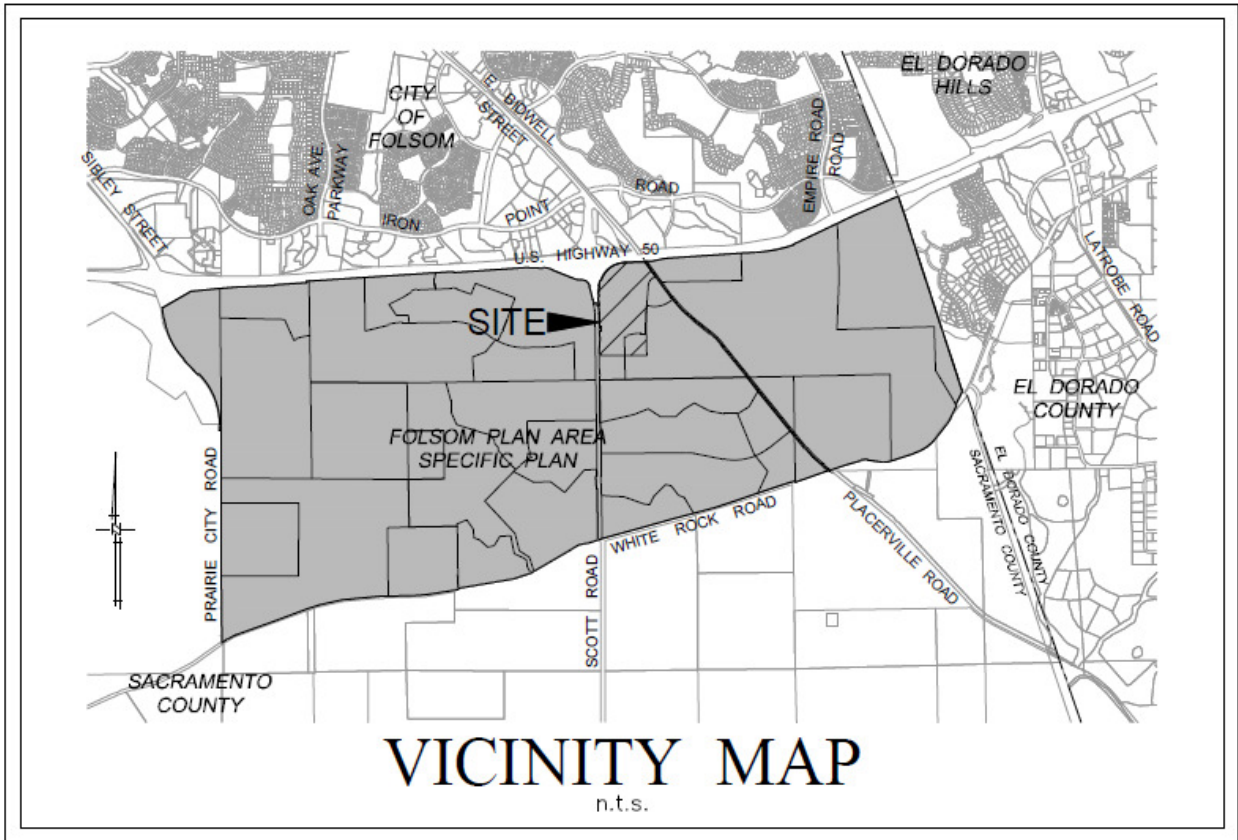 EL DORADO
HILLS
CITY
OF
FOLSOM
E. BIDWELL
STREET
SIBLEY
STREET
OAK AVE.
PARKWAY
IRON
POINT
ROAD
EMPIRE ROAD
ROAD
U.S. HIGHWAY 50
LATROBE ROAD
SITE
EL DORADO
COUNTY
FOLSOM PLAN AREA
SPECIFIC PLAN
PRAIRIE CITY ROAD
EL DORADO COUNTY
SACRAMENTO COUNTY
WHITE ROCK ROAD
PLACERVILLE ROAD
SCOTT ROAD
SACRAMENTO
COUNTY
VICINITY MAP
n.t.s.